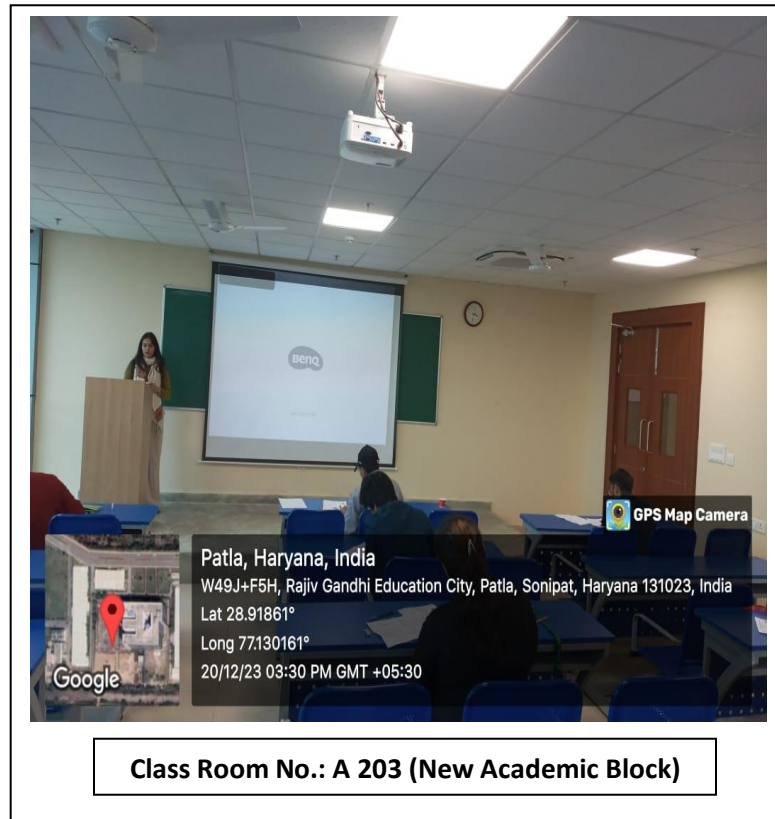 BenQ
GPS Map Camera
Patla, Haryana, India
W49J+F5H, Rajiv Gandhi Education City, Patla, Sonipat, Haryana 131023, India
Lat 28.91861°
Long 77.130161°
20/12/23 03:30 PM GMT +05:30
Google
Class Room No.: A 203 (New Academic Block)